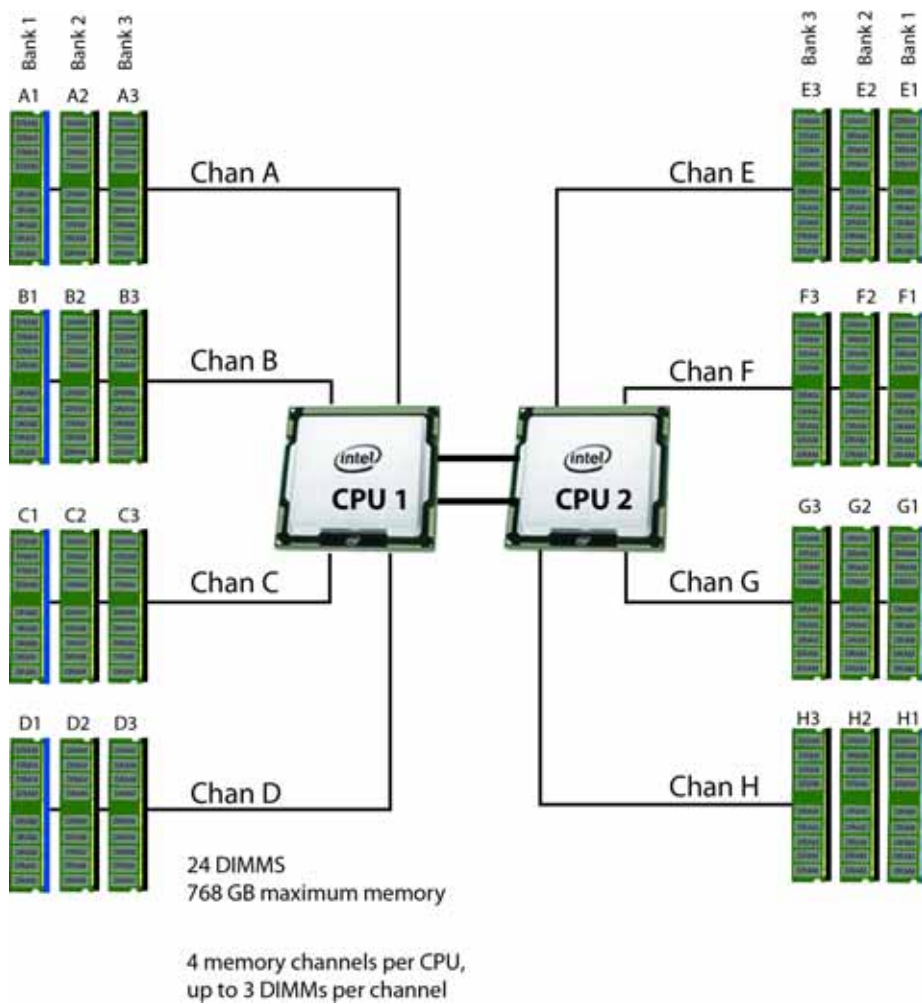 Bank 1
Bank 2
Bank 3
Bank 3
Bank 2
Bank 1
A1 A2 A3
E3 E2 E1
Chan A
Chan E
B1 B2 B3
F3 F2 F1
Chan B
Chan F
intel
CPU 1
intel
CPU 2
C1 C2 C3
G3 G2 G1
Chan C
Chan G
D1 D2 D3
H3 H2 H1
Chan D
Chan H
24 DIMMS
768 GB maximum memory
4 memory channels per CPU,
up to 3 DIMMs per channel